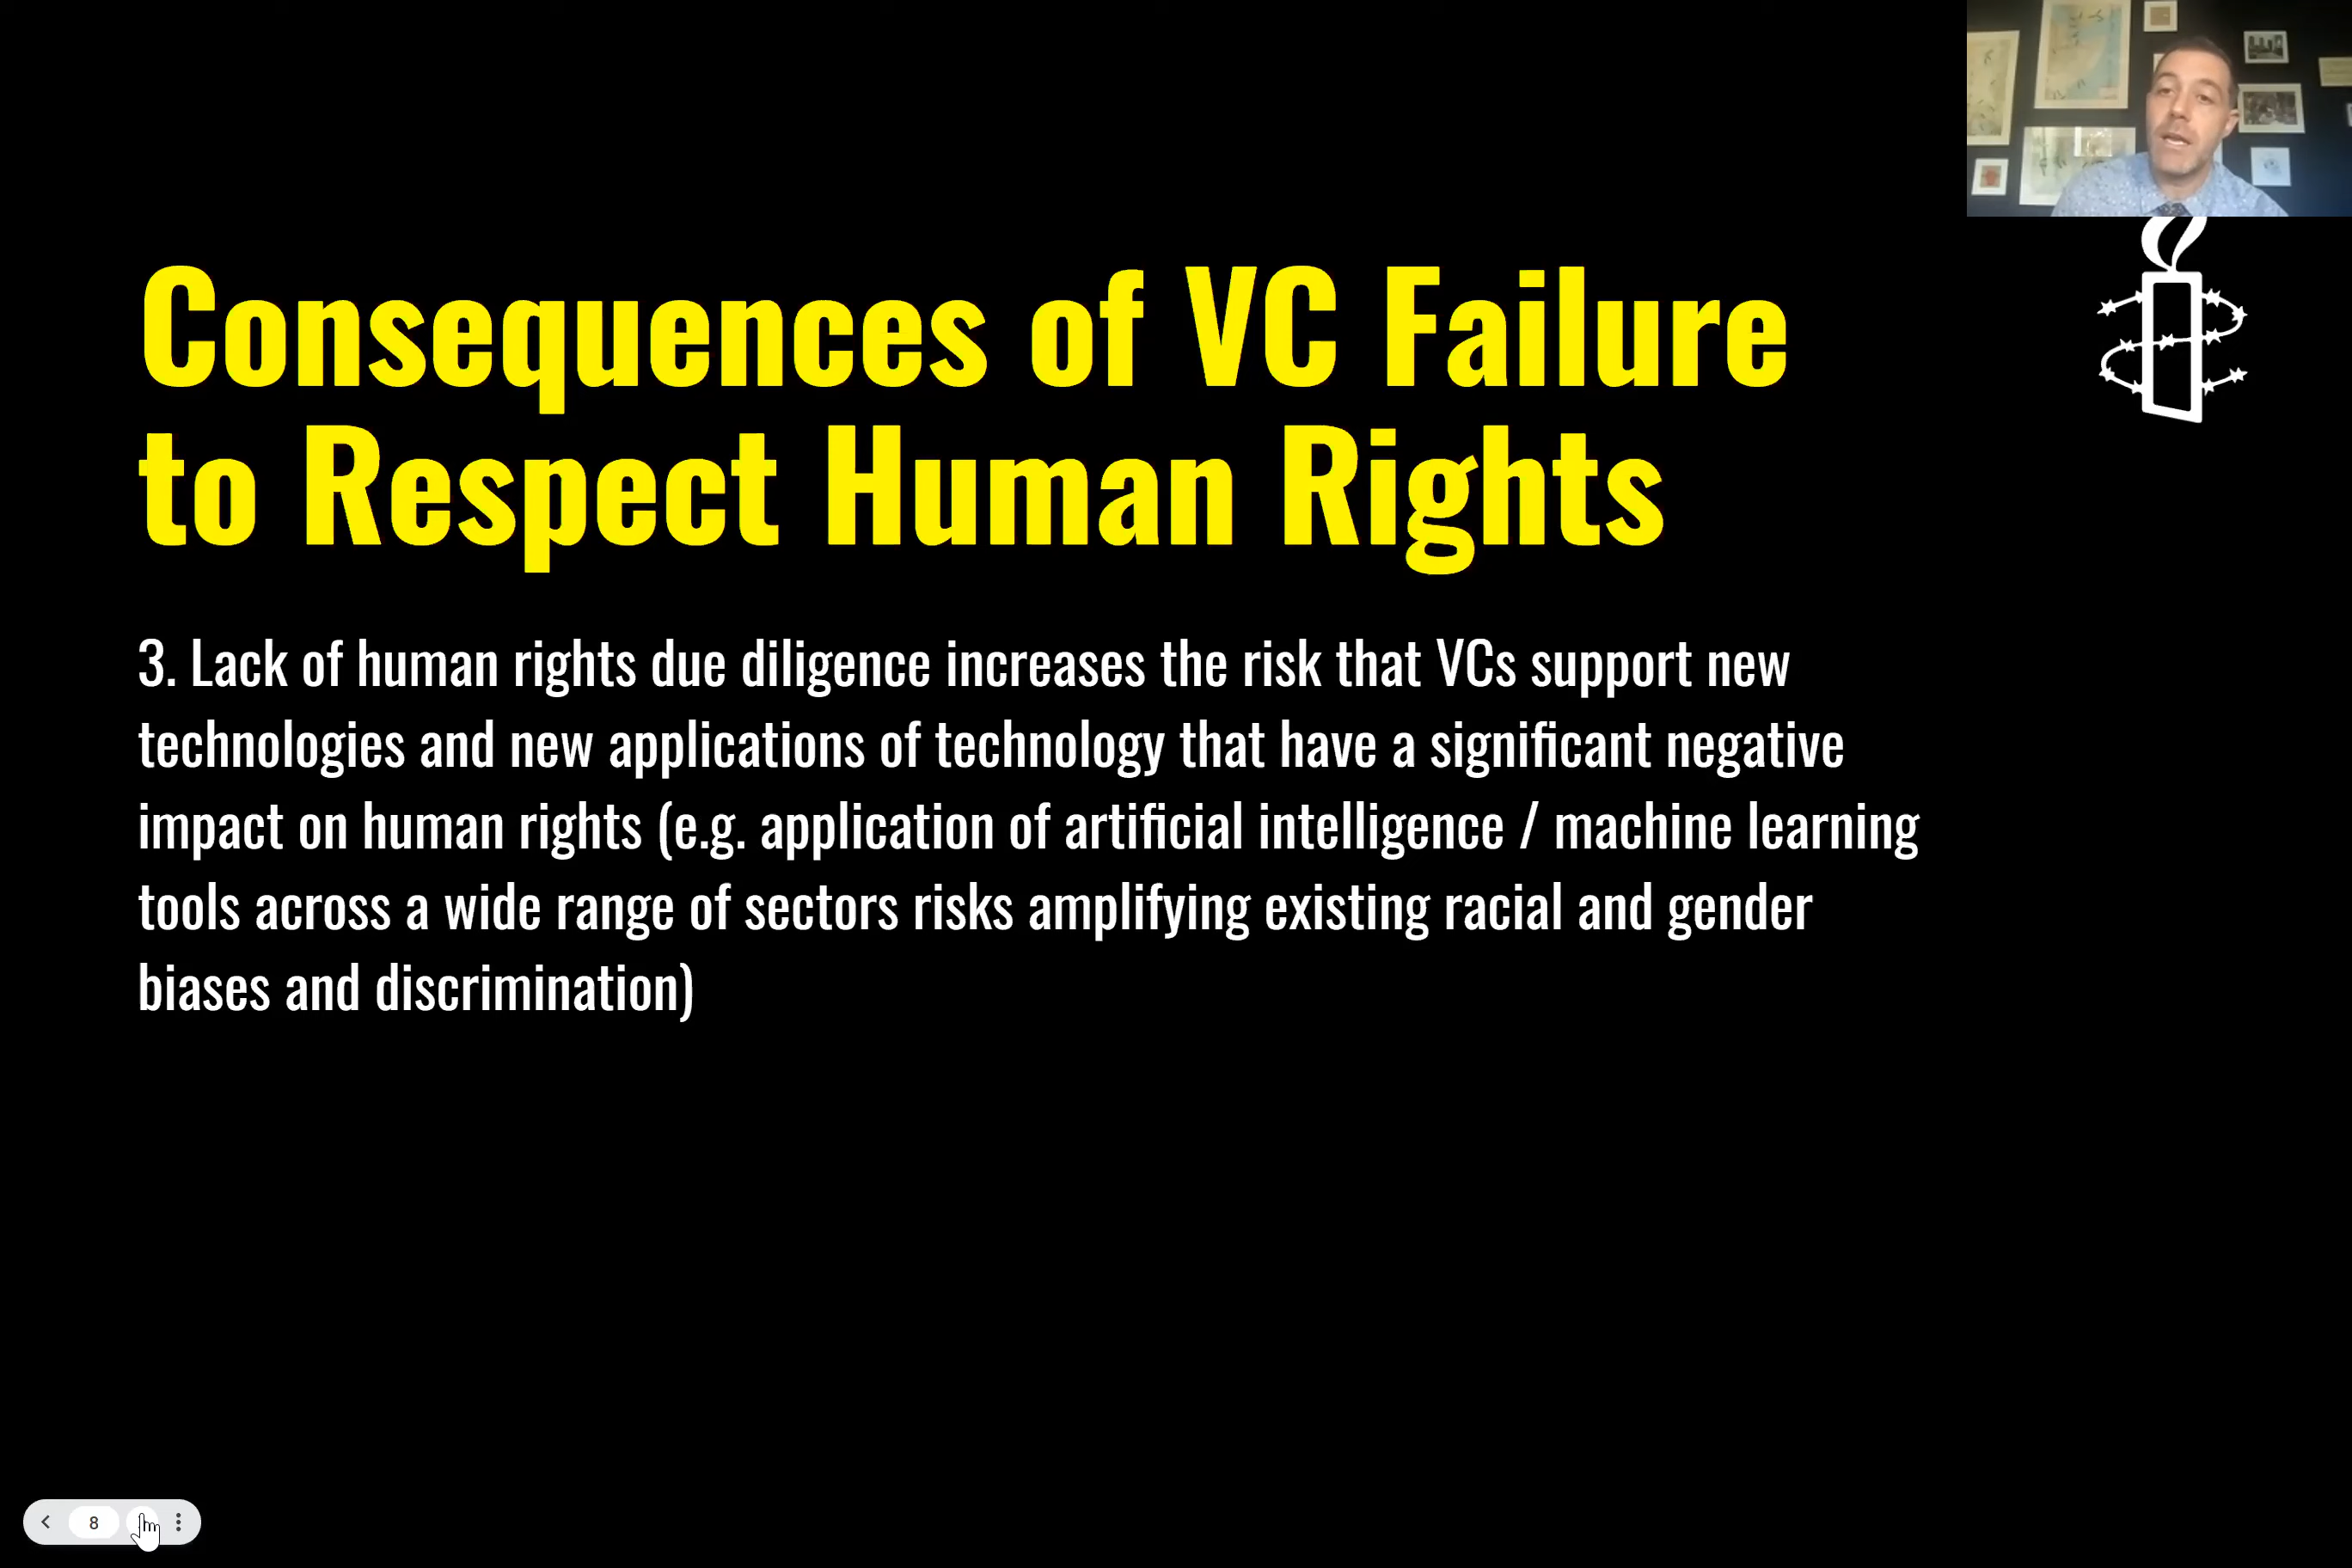 Consequences of VC Failure
to Respect Human Rights
3. Lack of human rights due diligence increases the risk that VCs support new
technologies and new applications of technology that have a significant negative
impact on human rights (e.g. application of artificial intelligence / machine learning
tools across a wide range of sectors risks amplifying existing racial and gender
biases and discrimination)
8